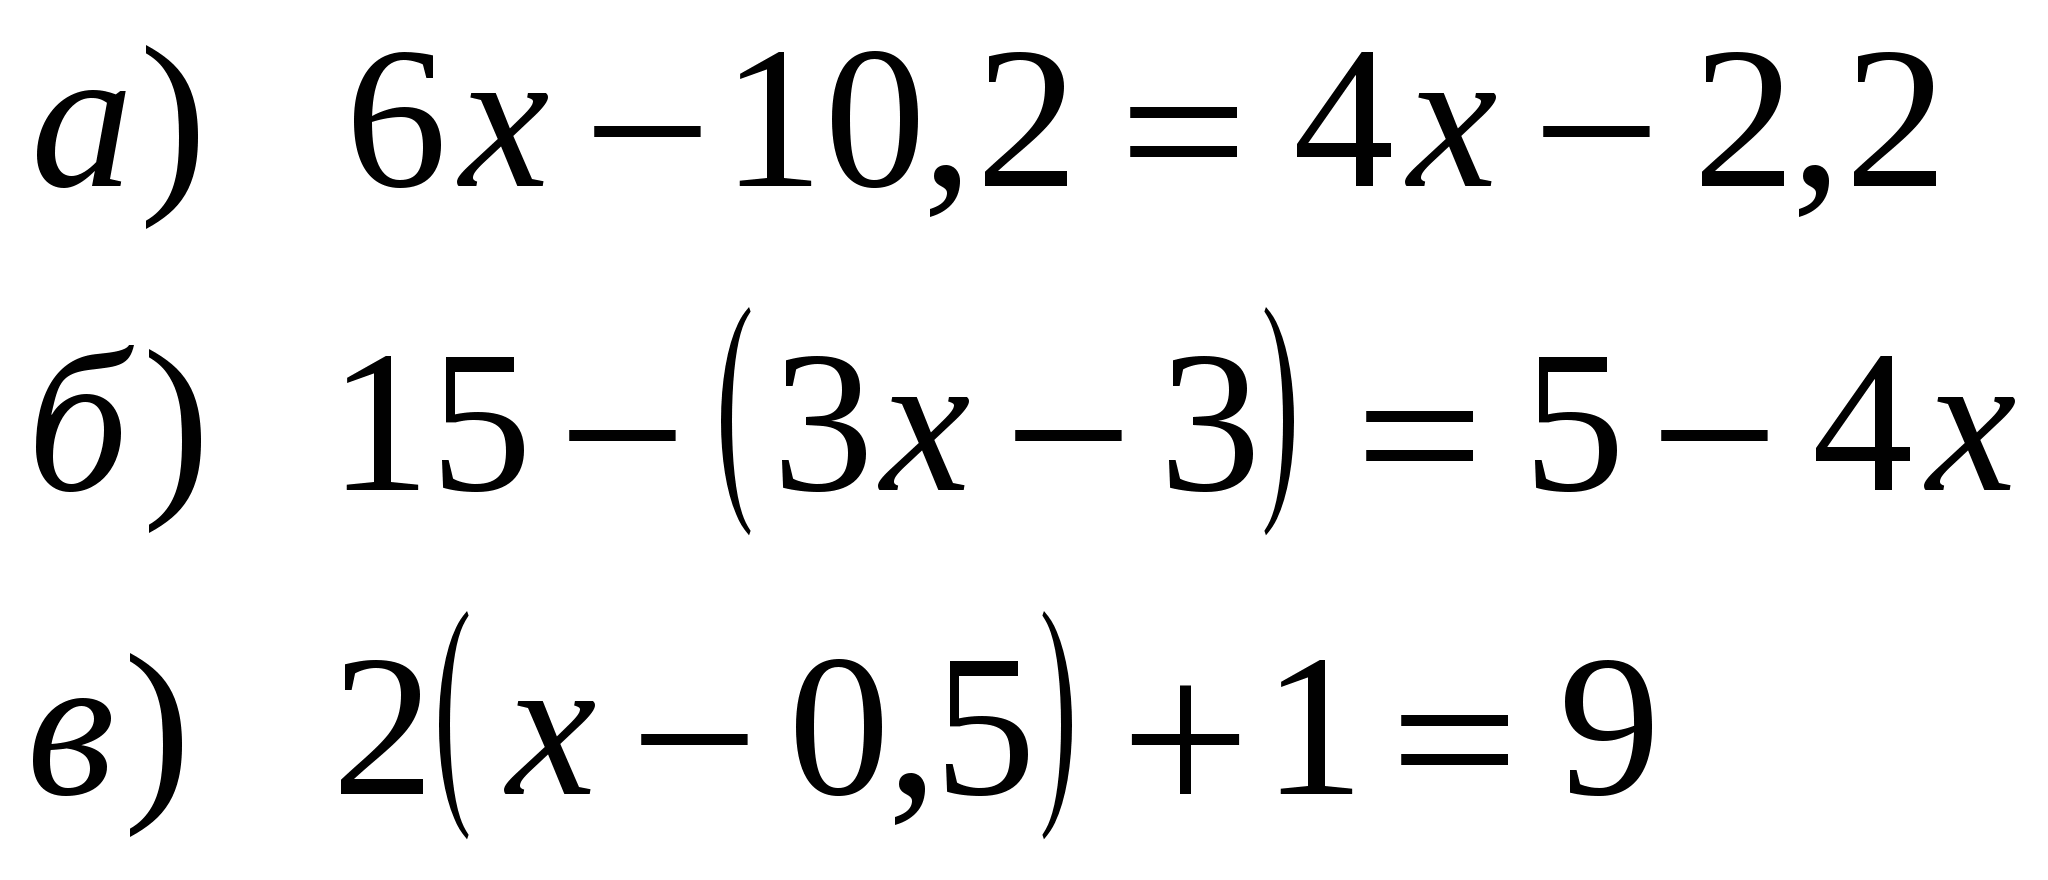 а) 6x − 10,2 = 4x − 2,2
б) 15 − (3x − 3) = 5 − 4x
в) 2(x − 0,5) + 1 = 9